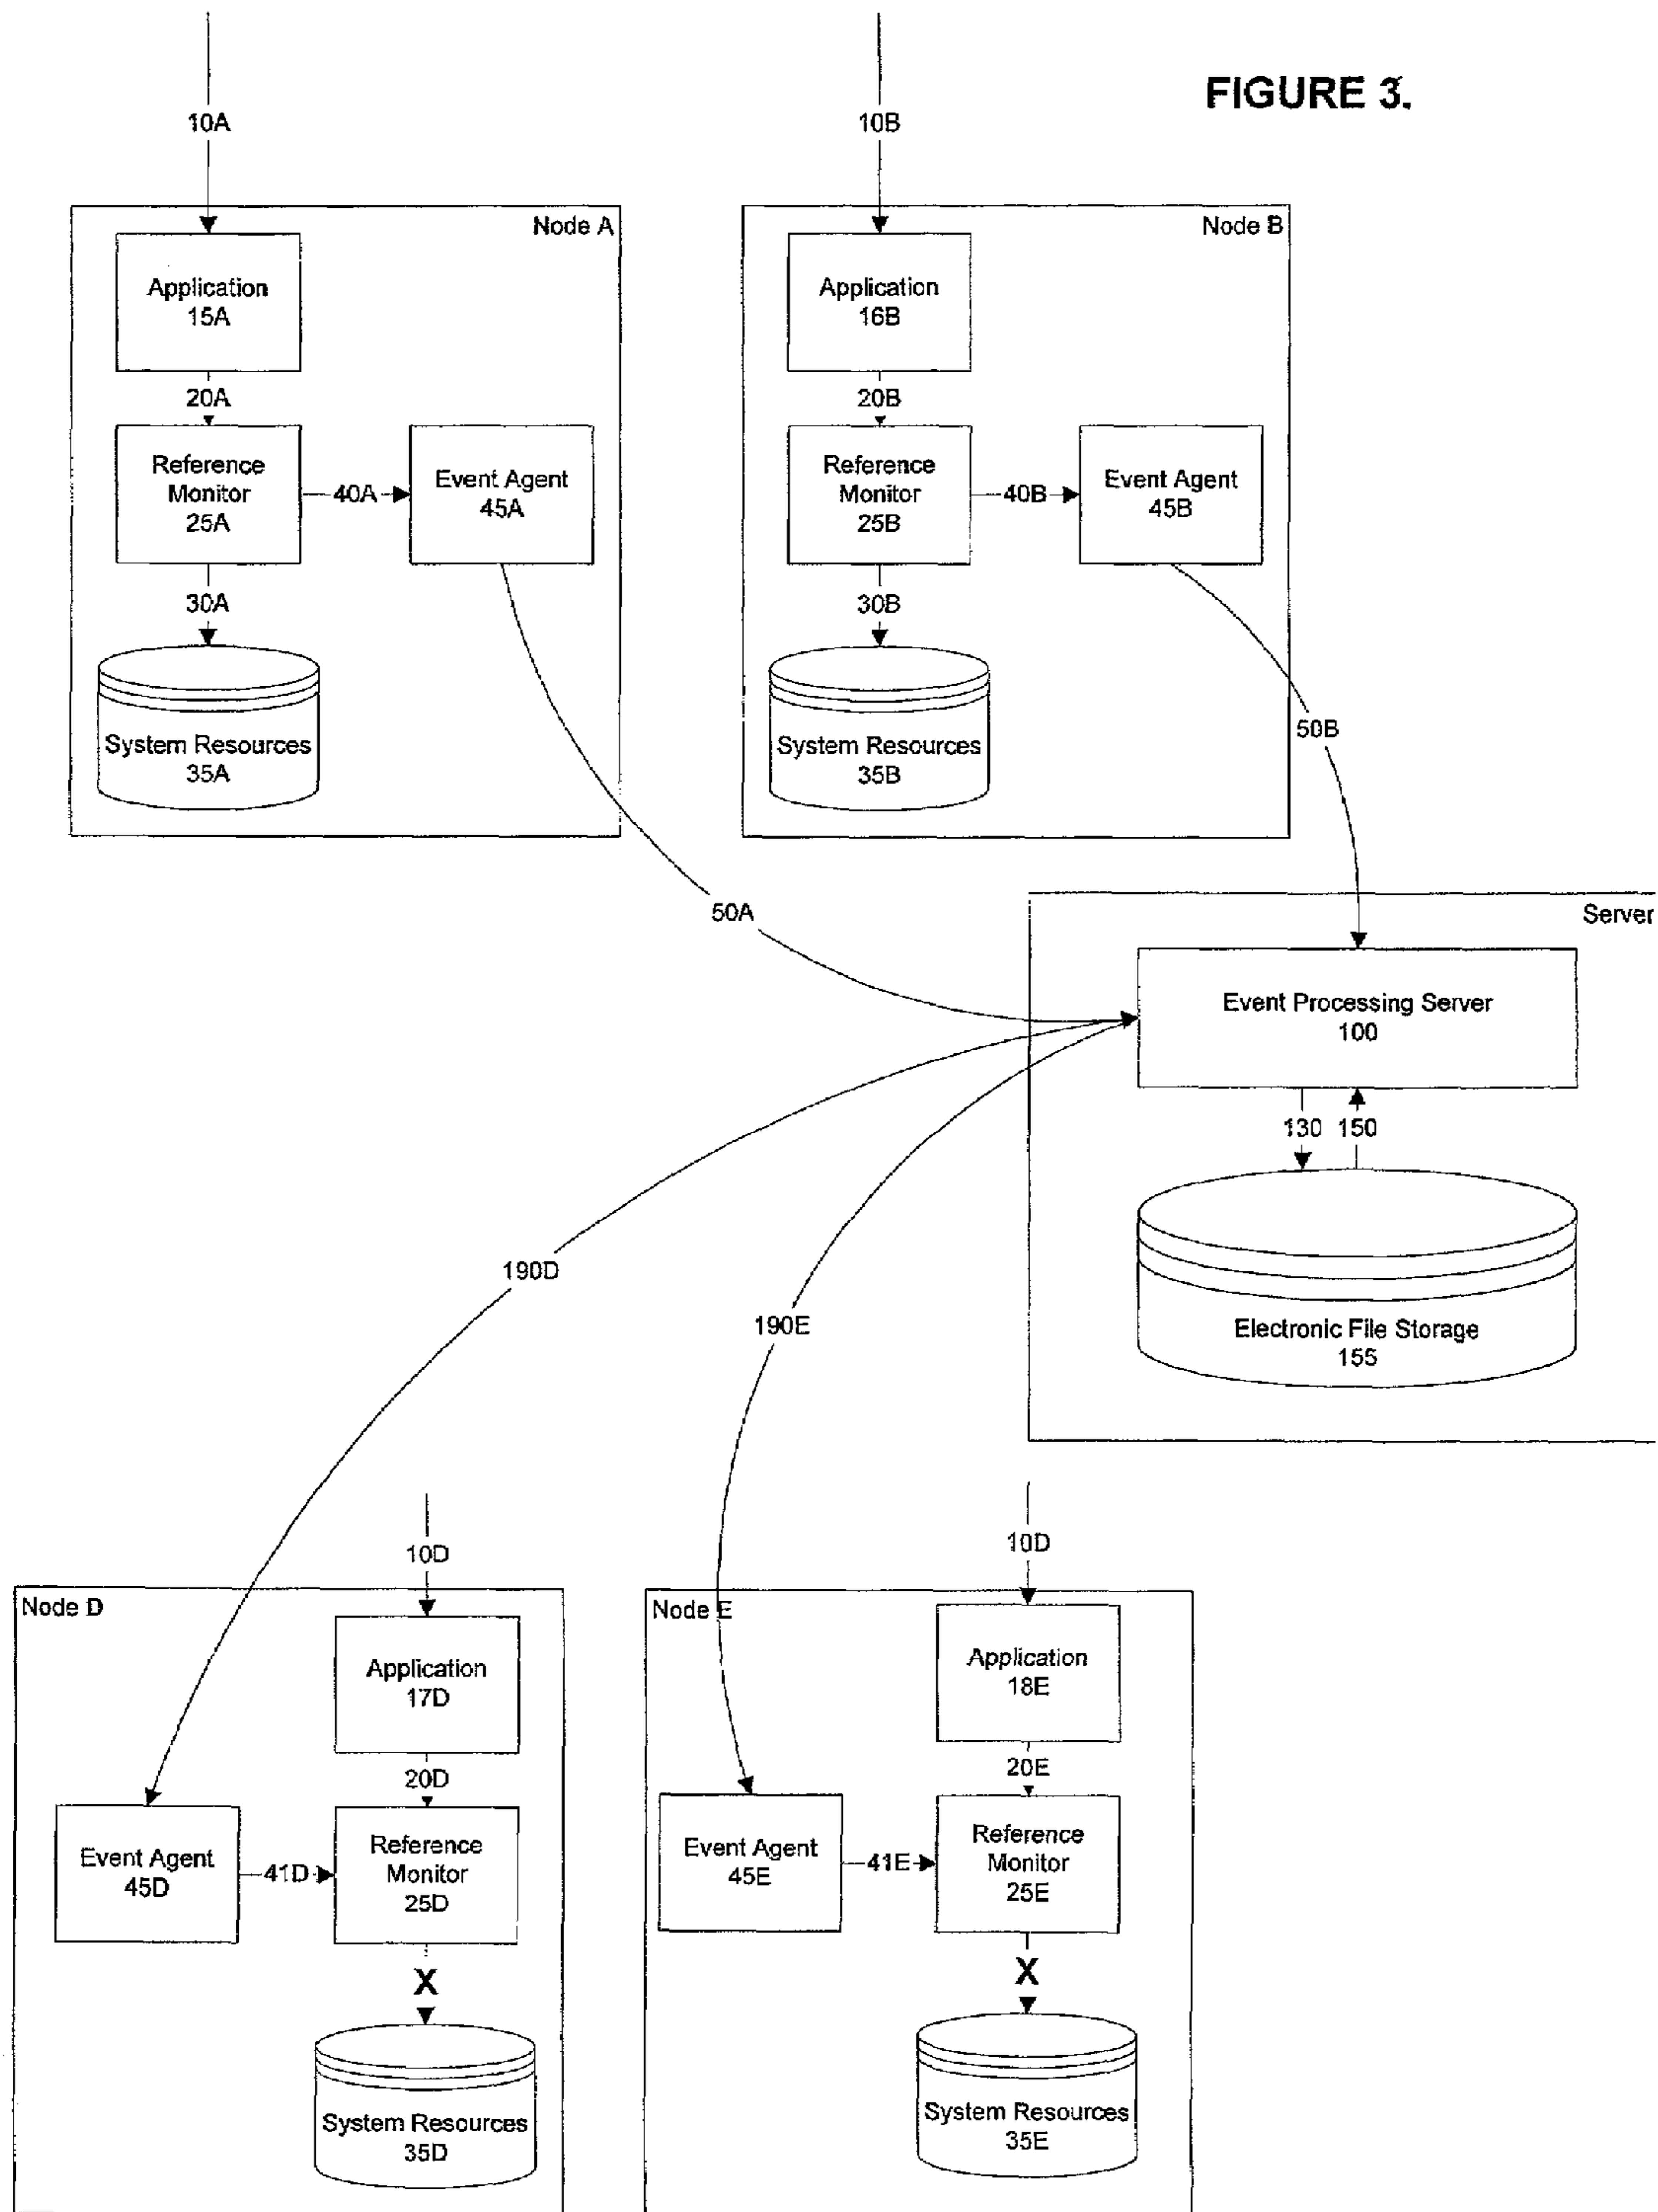 FIGURE 3.
10A
10B
Node A
Application
15A
20A
Reference
Monitor
25A
40A
Event Agent
45A
30A
System Resources
35A
50A
Node B
Application
16B
20B
Reference
Monitor
25B
40B
Event Agent
45B
30B
System Resources
35B
50B
Server
Event Processing Server
100
130
150
Electronic File Storage
155
190D
190E
10D
Node D
Application
17D
20D
Event Agent
45D
41D
Reference
Monitor
25D
X
System Resources
35D
10D
Node E
Application
18E
20E
Event Agent
45E
41E
Reference
Monitor
25E
X
System Resources
35E